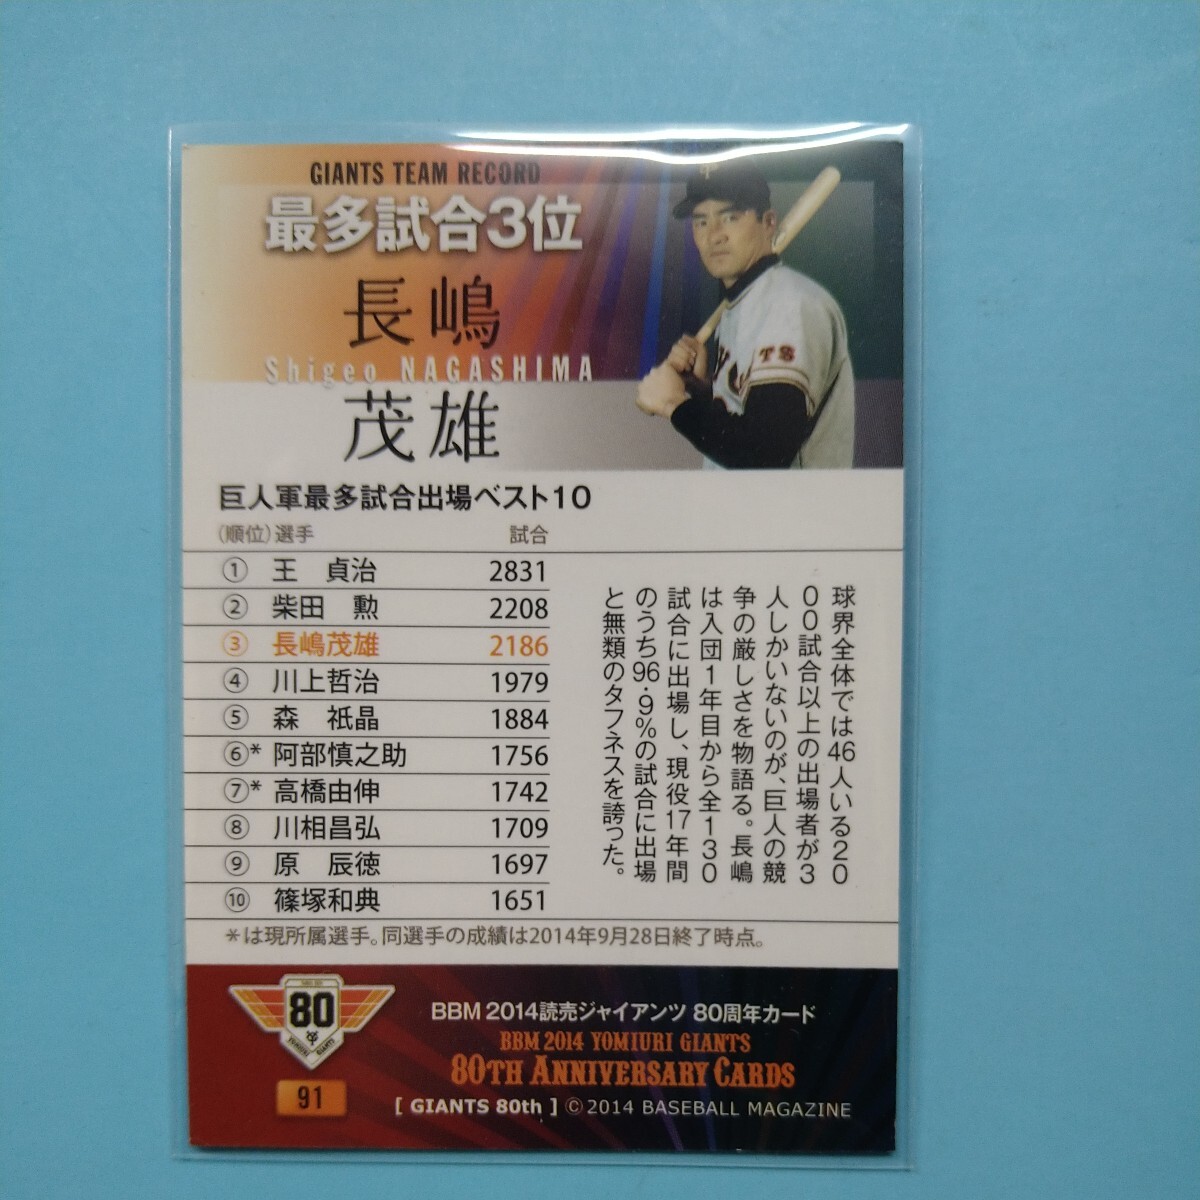 GIANTS TEAM RECORD
最多試合3位
長嶋
Shigeo NAGASHIMA
茂雄
巨人軍最多試合出場ベスト10
(順位)選手 試合
① 王 貞治 2831
② 柴田 勲 2208
③ 長嶋茂雄 2186
④ 川上哲治 1979
⑤ 森 祇晶 1884
⑥* 阿部慎之助 1756
⑦* 高橋由伸 1742
⑧ 川相昌弘 1709
⑨ 原 辰徳 1697
⑩ 篠塚和典 1651
球界全体では46人いる20
00試合以上の出場者が3
人しかいないのが、巨人の競
争の厳しさを物語る。長嶋
は入団1年目から全130
試合に出場し、現役17年間
のうち96・9%の試合に出場
と無類のタフネスを誇った。
*は現所属選手。同選手の成績は2014年9月28日終了時点。
80
YOMIURI GIANTS
BBM 2014読売ジャイアンツ 80周年カード
BBM 2014 YOMIURI GIANTS
80TH ANNIVERSARY CARDS
91
[ GIANTS 80th ] © 2014 BASEBALL MAGAZINE